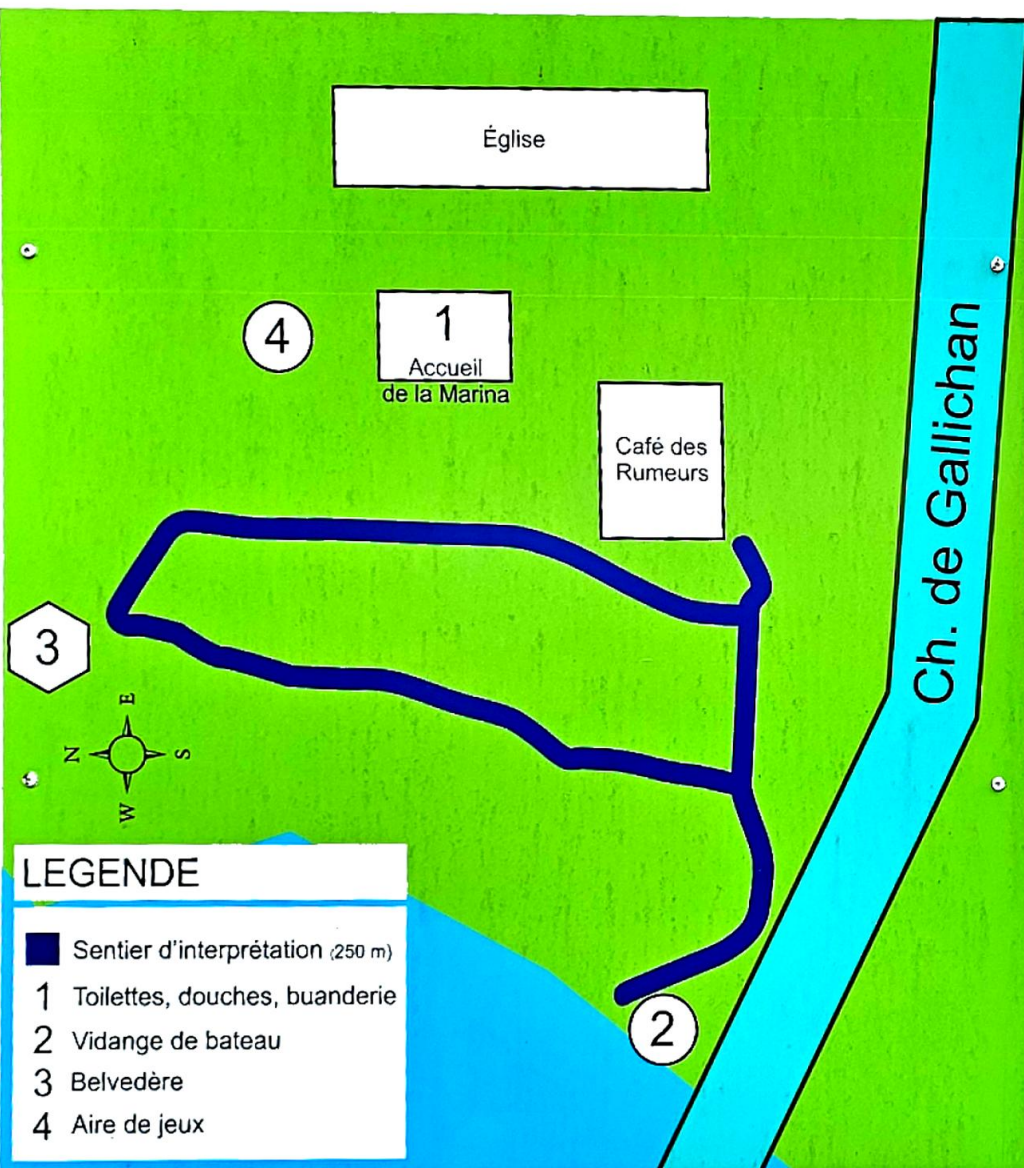 Église
4
1
Accueil
de la Marina
Café des
Rumeurs
Ch. de Gallichan
3
E
N
S
W
LEGENDE
Sentier d'interprétation (250 m)
1 Toilettes, douches, buanderie
2 Vidange de bateau
3 Belvedère
4 Aire de jeux
2